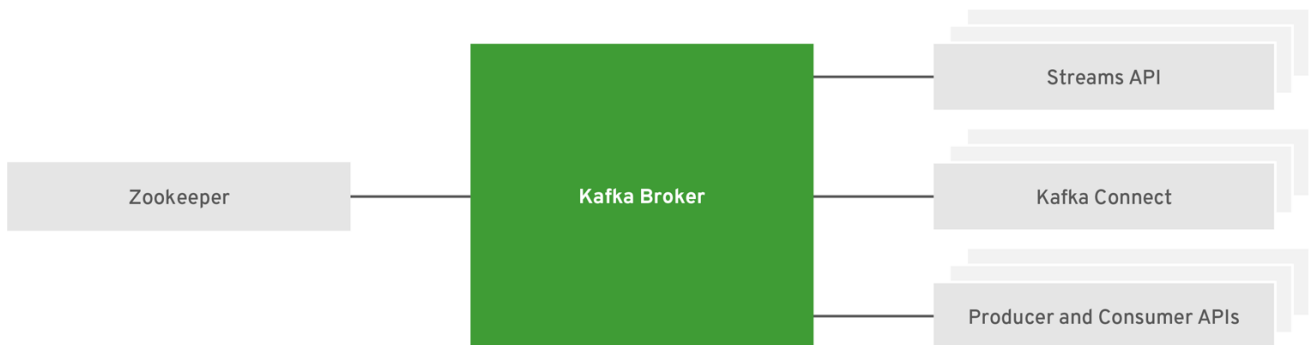 Streams API
Zookeeper
Kafka Broker
Kafka Connect
Producer and Consumer APIs